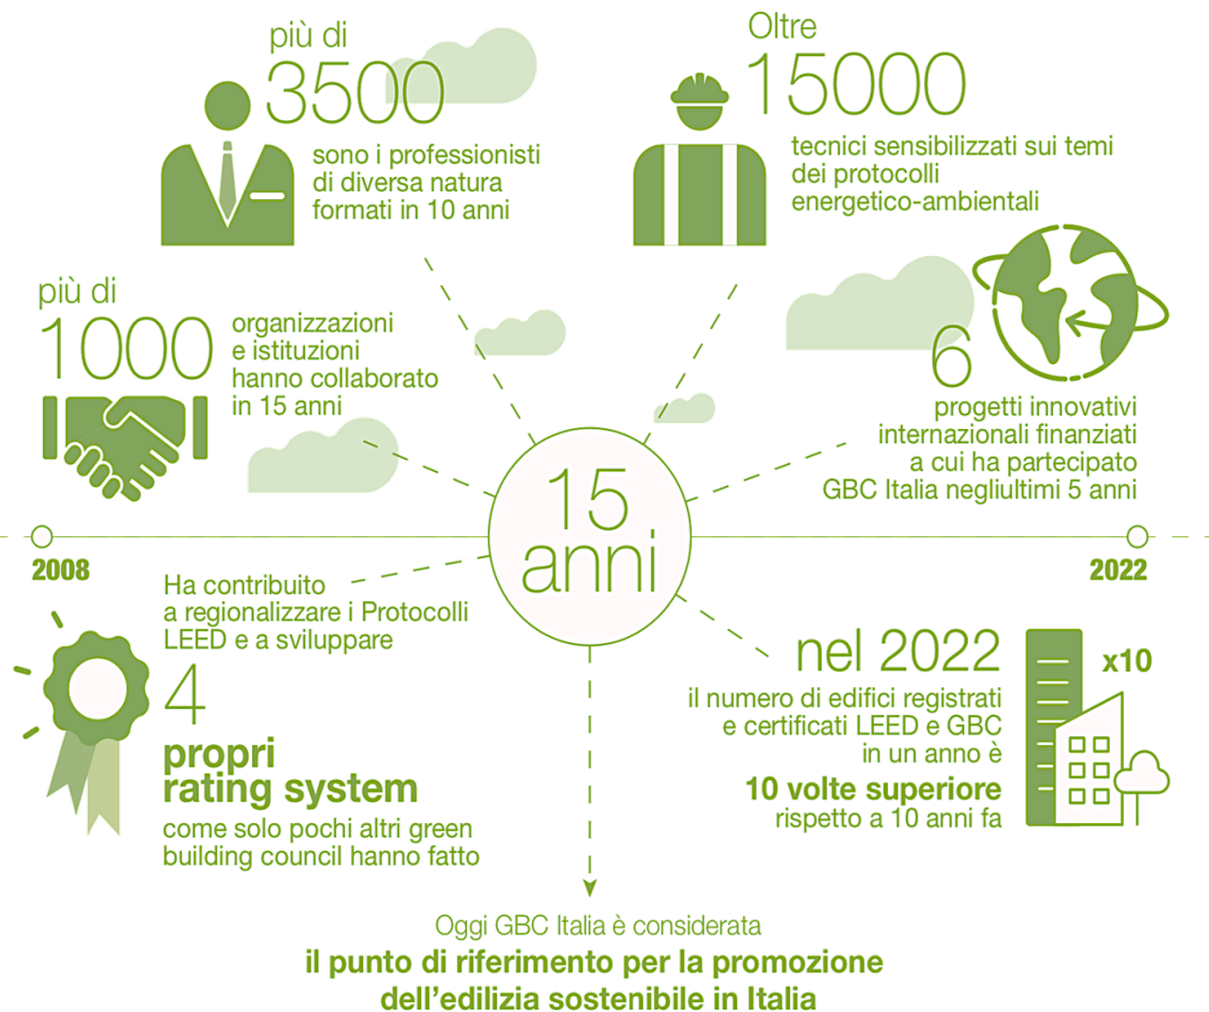 più di
3500
sono i professionisti
di diversa natura
formati in 10 anni
Oltre
15000
tecnici sensibilizzati sui temi
dei protocolli
energetico-ambientali
più di
1000
organizzazioni
e istituzioni
hanno collaborato
in 15 anni
6
progetti innovativi
internazionali finanziati
a cui ha partecipato
GBC Italia negliultimi 5 anni
15
anni
2008
2022
Ha contribuito
a regionalizzare i Protocolli
LEED e a sviluppare
4
propri
rating system
come solo pochi altri green
building council hanno fatto
nel 2022
il numero di edifici registrati
e certificati LEED e GBC
in un anno è
10 volte superiore
rispetto a 10 anni fa
x10
Oggi GBC Italia è considerata
il punto di riferimento per la promozione
dell’edilizia sostenibile in Italia